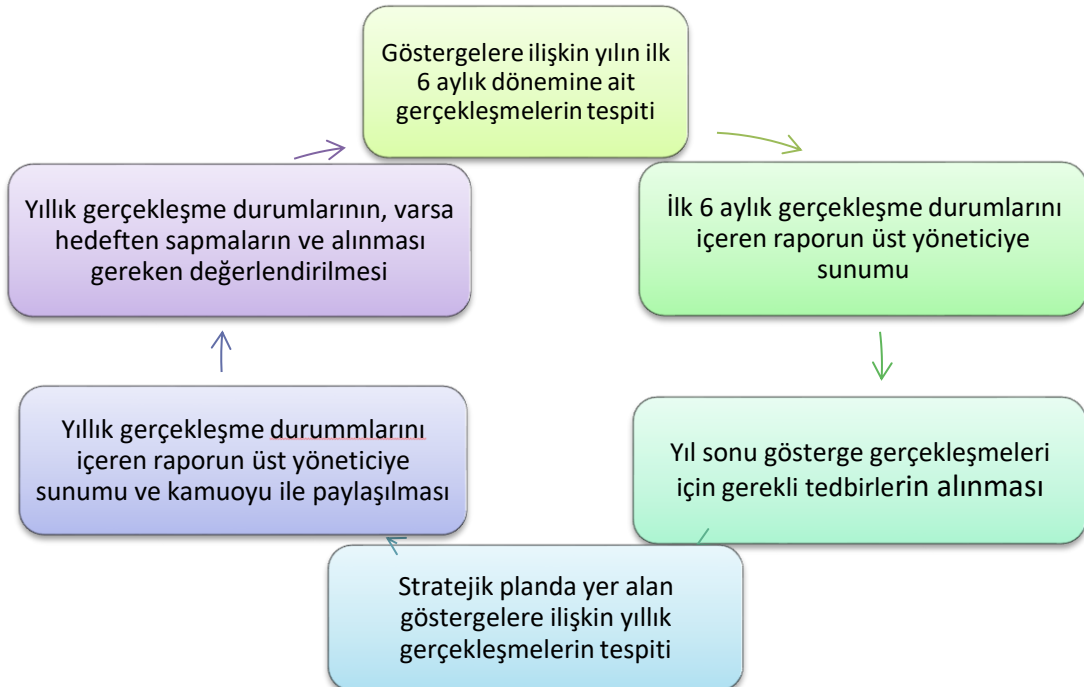 Göstergelere ilişkin yılın ilk
6 aylık dönemine ait
gerçekleşmelerin tespiti
İlk 6 aylık gerçekleşme durumlarını
içeren raporun üst yöneticiye
sunumu
Yıl sonu gösterge gerçekleşmeleri
için gerekli tedbirlerin alınması
Stratejik planda yer alan
göstergelere ilişkin yıllık
gerçekleşmelerin tespiti
Yıllık gerçekleşme durummlarını
içeren raporun üst yöneticiye
sunumu ve kamuoyu ile paylaşılması
Yıllık gerçekleşme durumlarının, varsa
hedeften sapmaların ve alınması
gereken değerlendirilmesi